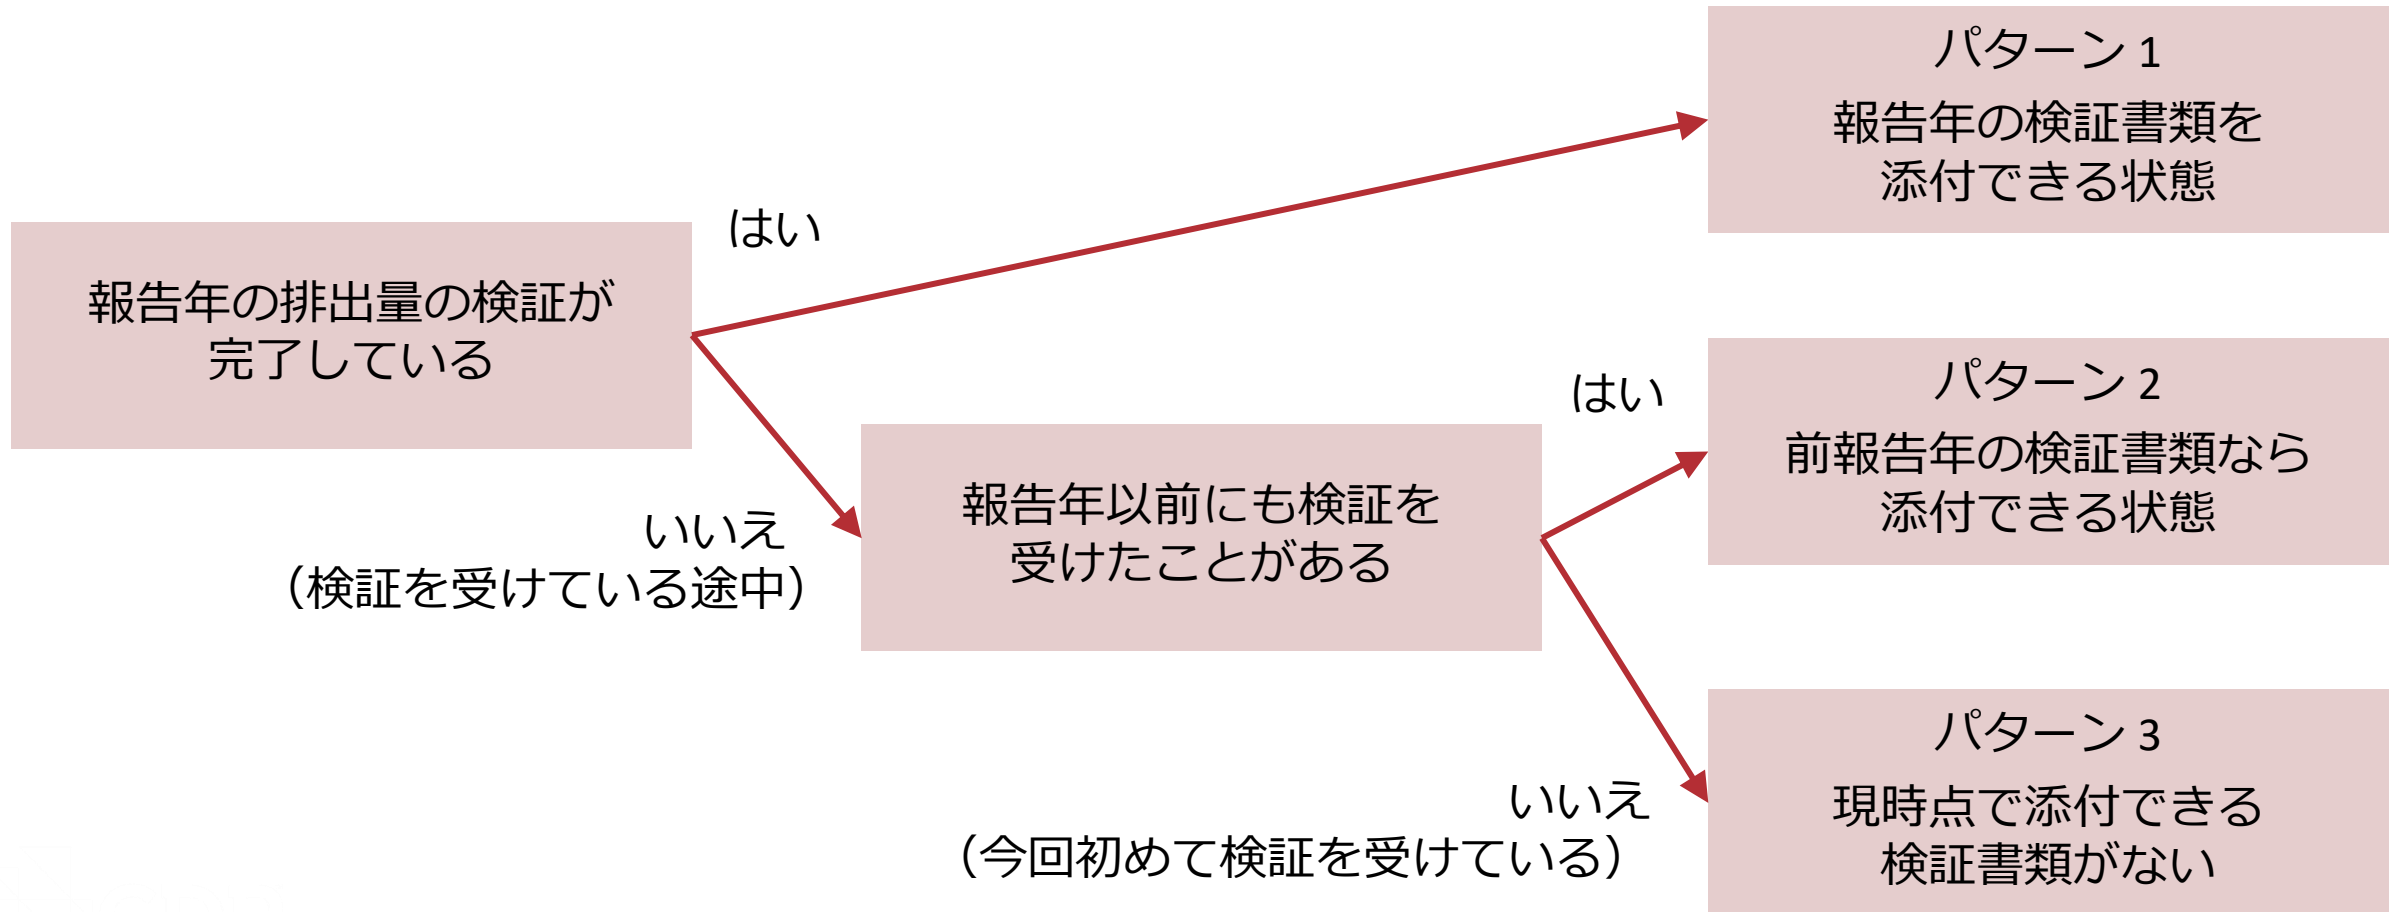 報告年の排出量の検証が
完了している
はい
いいえ
（検証を受けている途中）
報告年以前にも検証を
受けたことがある
はい
いいえ
（今回初めて検証を受けている）
パターン 1
報告年の検証書類を
添付できる状態
パターン 2
前報告年の検証書類なら
添付できる状態
パターン 3
現時点で添付できる
検証書類がない